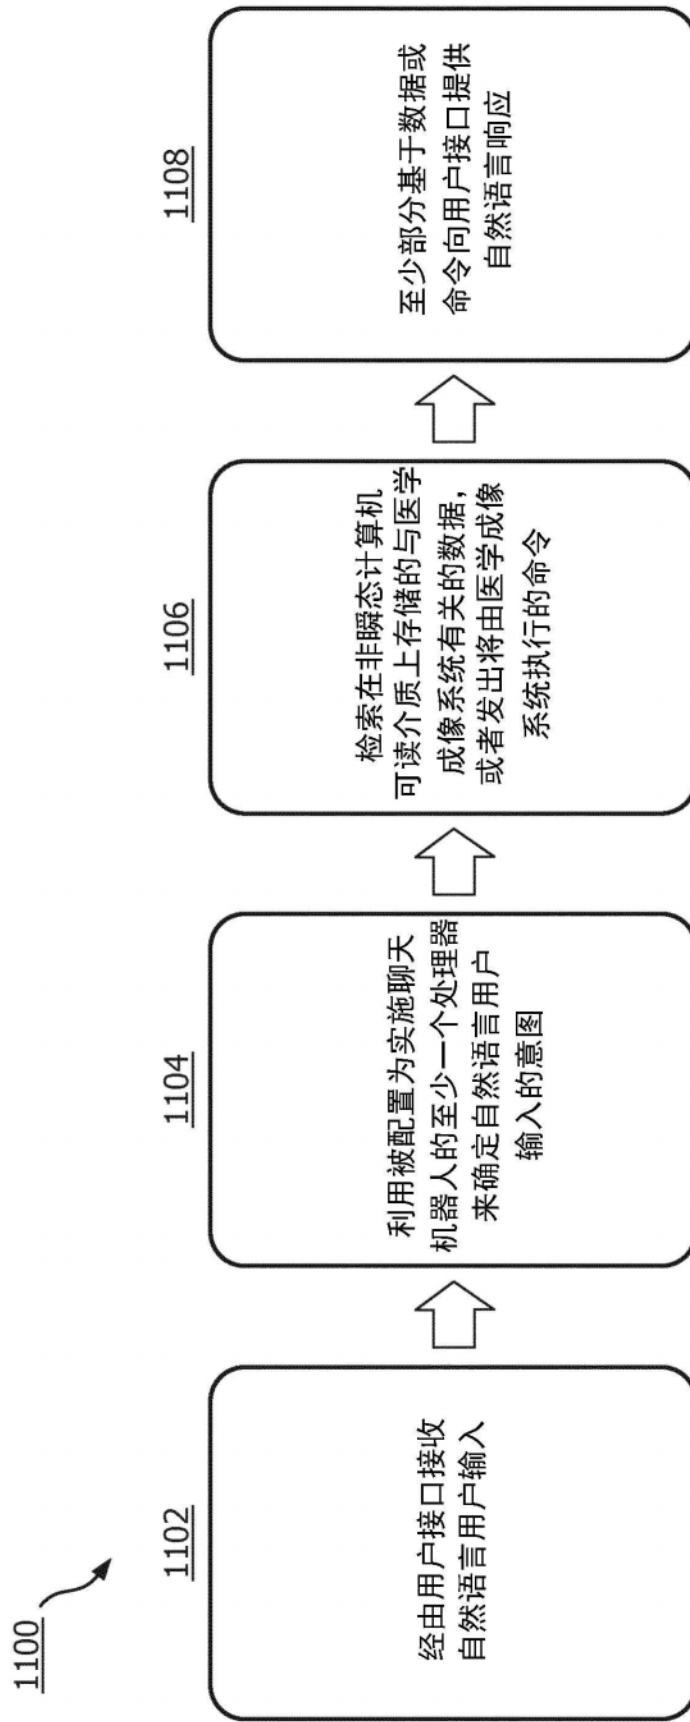 1100
1102
经由用户接口接收
自然语言用户输入
1104
利用被配置为实施聊天
机器人的至少一个处理器
来确定自然语言用户
输入的意图
1106
检索在非瞬态计算机
可读介质上存储的与医学
成像系统有关的数据，
或者发出将由医学成像
系统执行的命令
1108
至少部分基于数据或
命令向用户接口提供
自然语言响应